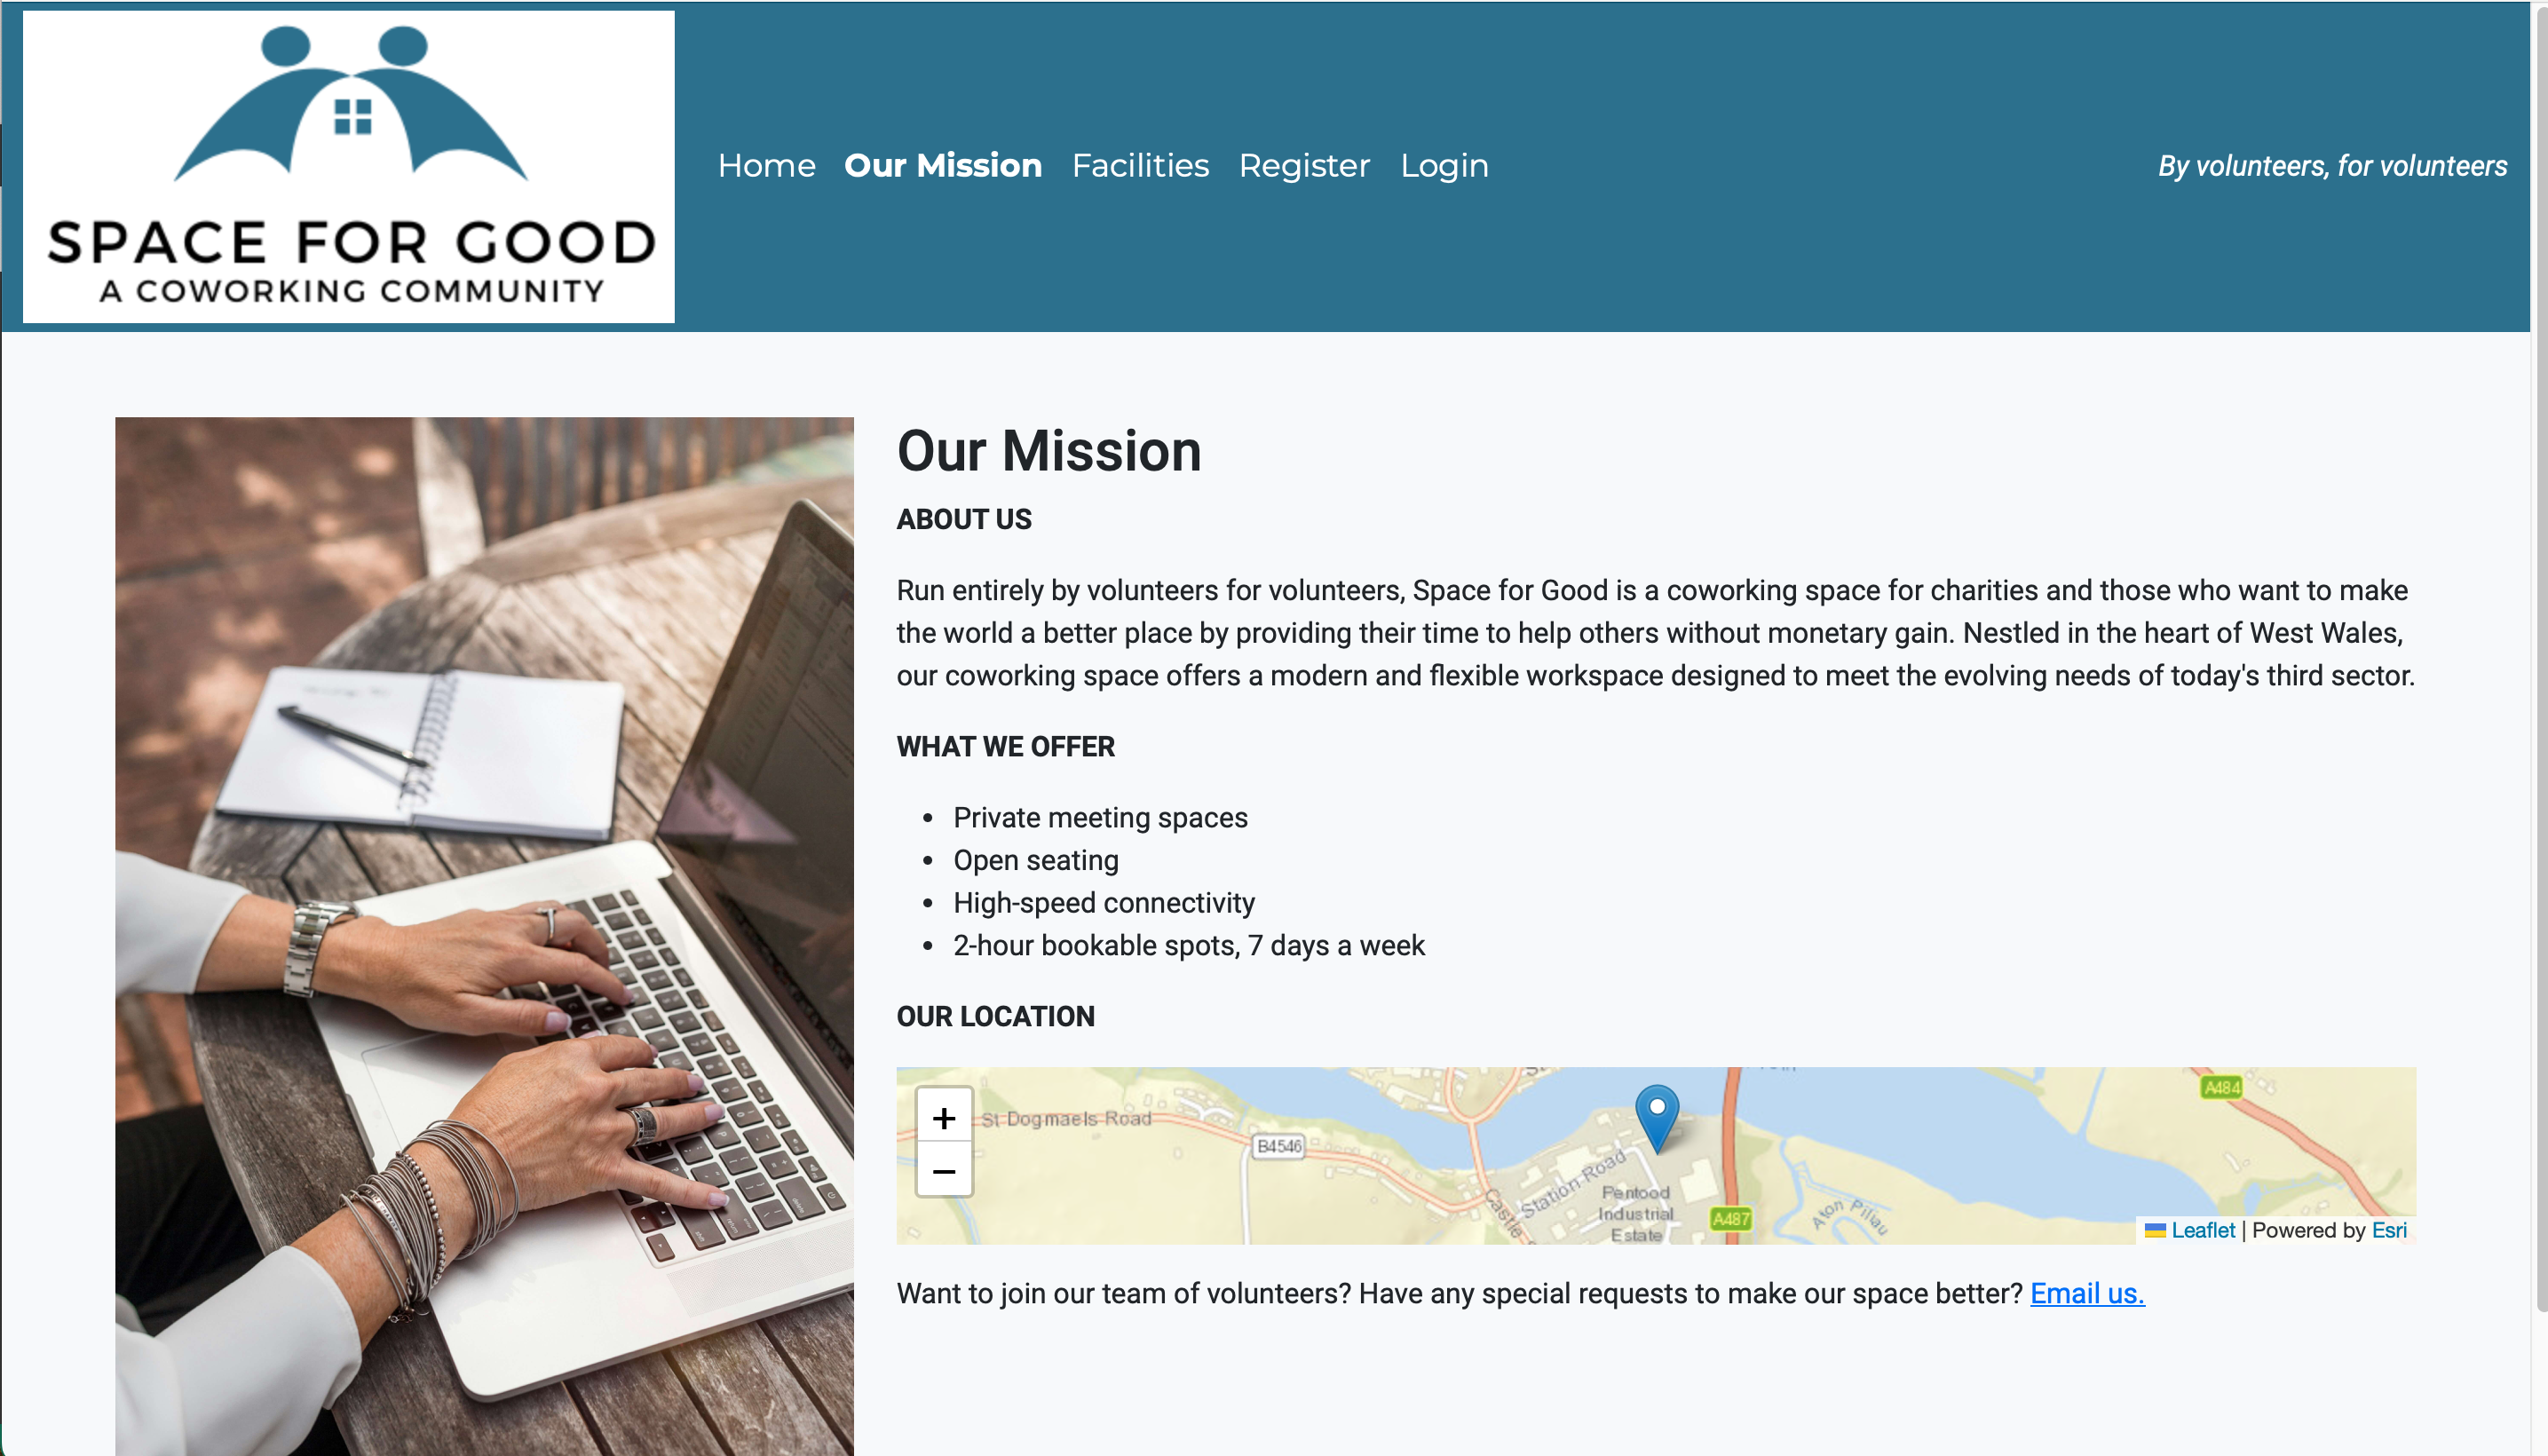 SPACE FOR GOOD
A COWORKING COMMUNITY
Home Our Mission Facilities Register Login
By volunteers, for volunteers
Our Mission
ABOUT US
Run entirely by volunteers for volunteers, Space for Good is a coworking space for charities and those who want to make
the world a better place by providing their time to help others without monetary gain. Nestled in the heart of West Wales,
our coworking space offers a modern and flexible workspace designed to meet the evolving needs of today's third sector.
WHAT WE OFFER
• Private meeting spaces
• Open seating
• High-speed connectivity
• 2-hour bookable spots, 7 days a week
OUR LOCATION
+
−
St Dogmaels Road
B4546
Castle
Station Road
Pentood
Industrial
Estate
A487
A484
Leaflet | Powered by Esri
Want to join our team of volunteers? Have any special requests to make our space better? Email us.